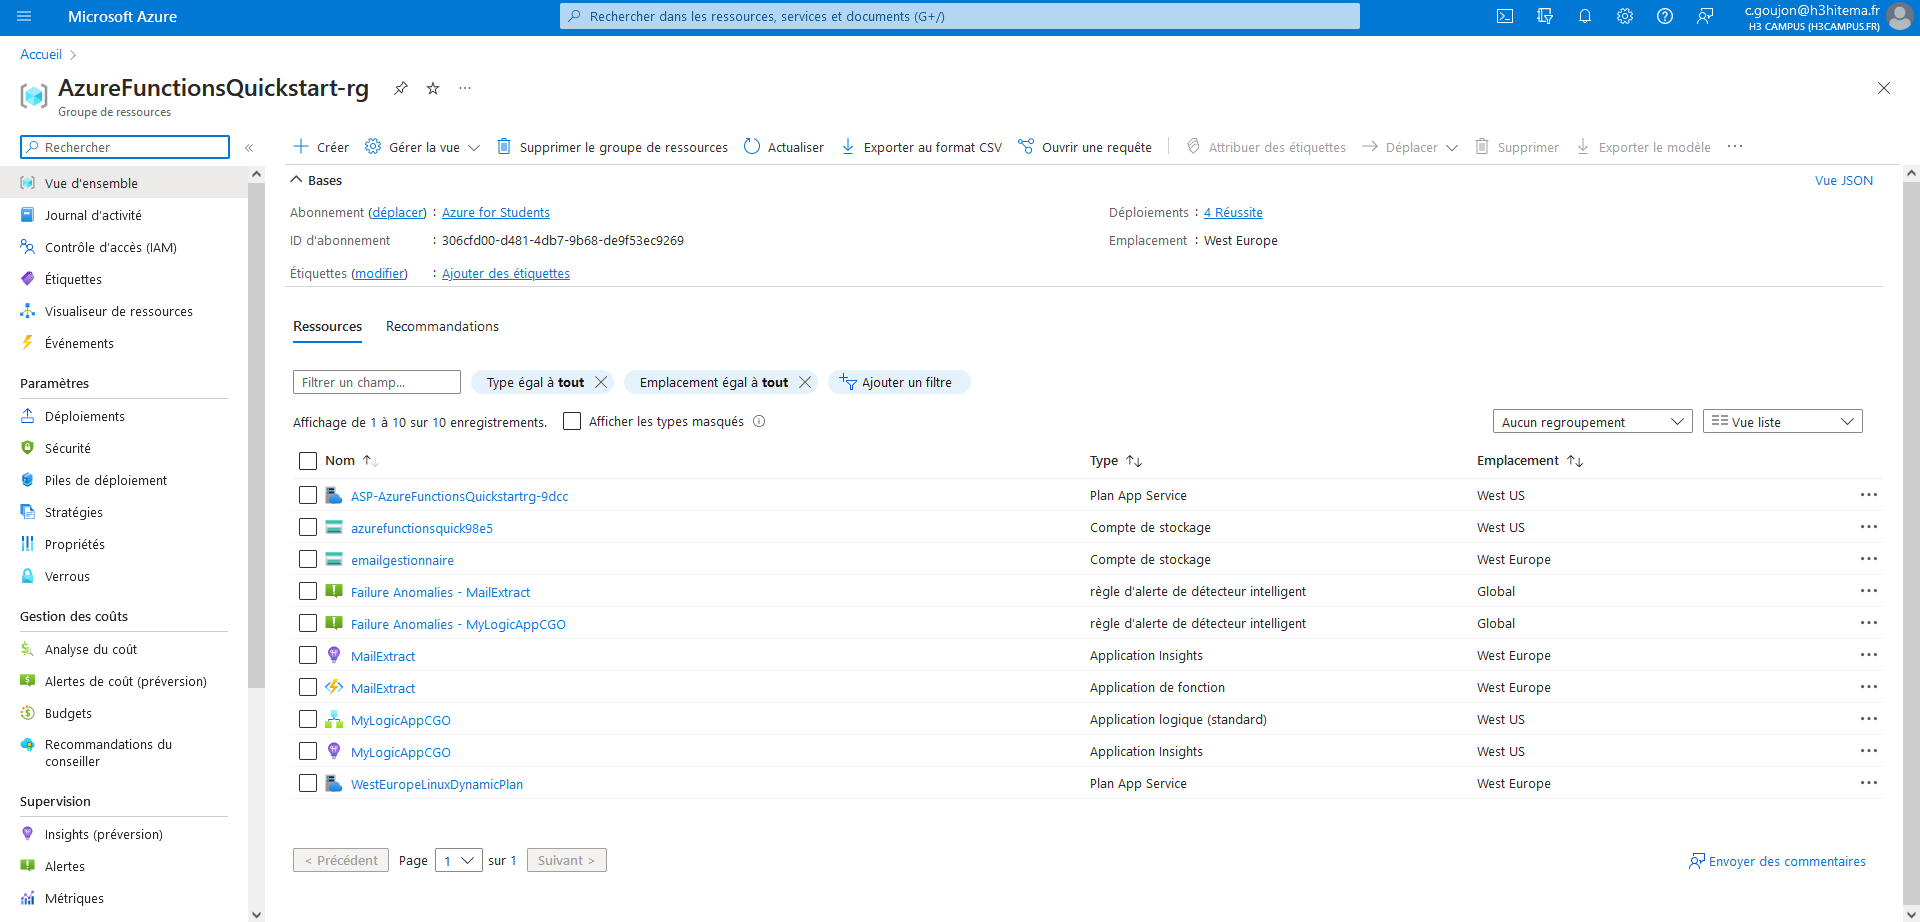 Microsoft Azure
Rechercher dans les ressources, services et documents (G+/)
c.goujon@h3hitema.fr
H3 CAMPUS (H3CAMPUS.FR)
Accueil
AzureFunctionsQuickstart-rg
Groupe de ressources
Rechercher
Vue d'ensemble
Journal d'activité
Contrôle d'accès (IAM)
Étiquettes
Visualiseur de ressources
Événements
Paramètres
Déploiements
Sécurité
Piles de déploiement
Stratégies
Propriétés
Verrous
Gestion des coûts
Analyse du coût
Alertes de coût (préversion)
Budgets
Recommandations du
conseiller
Supervision
Insights (préversion)
Alertes
Métriques
Créer Gérer la vue Supprimer le groupe de ressources Actualiser Exporter au format CSV Ouvrir une requête Attribuer des étiquettes Déplacer Supprimer Exporter le modèle
Bases
Vue JSON
Abonnement (déplacer) : Azure for Students
Déploiements : 4 Réussite
ID d'abonnement : 306cfd00-d481-4db7-9b68-de9f53ec9269
Emplacement : West Europe
Étiquettes (modifier) : Ajouter des étiquettes
Ressources Recommandations
Filtrer un champ... Type égal à tout Emplacement égal à tout Ajouter un filtre
Affichage de 1 à 10 sur 10 enregistrements. Afficher les types masqués
Aucun regroupement Vue liste
Nom Type Emplacement
ASP-AzureFunctionsQuickstartrg-9dcc Plan App Service West US
azurefunctionsquick98e5 Compte de stockage West US
emailgestionnaire Compte de stockage West Europe
Failure Anomalies - MailExtract règle d'alerte de détecteur intelligent Global
Failure Anomalies - MyLogicAppCGO règle d'alerte de détecteur intelligent Global
MailExtract Application Insights West Europe
MailExtract Application de fonction West Europe
MyLogicAppCGO Application logique (standard) West US
MyLogicAppCGO Application Insights West US
WestEuropeLinuxDynamicPlan Plan App Service West Europe
< Précédent Page 1 sur 1 Suivant >
Envoyer des commentaires